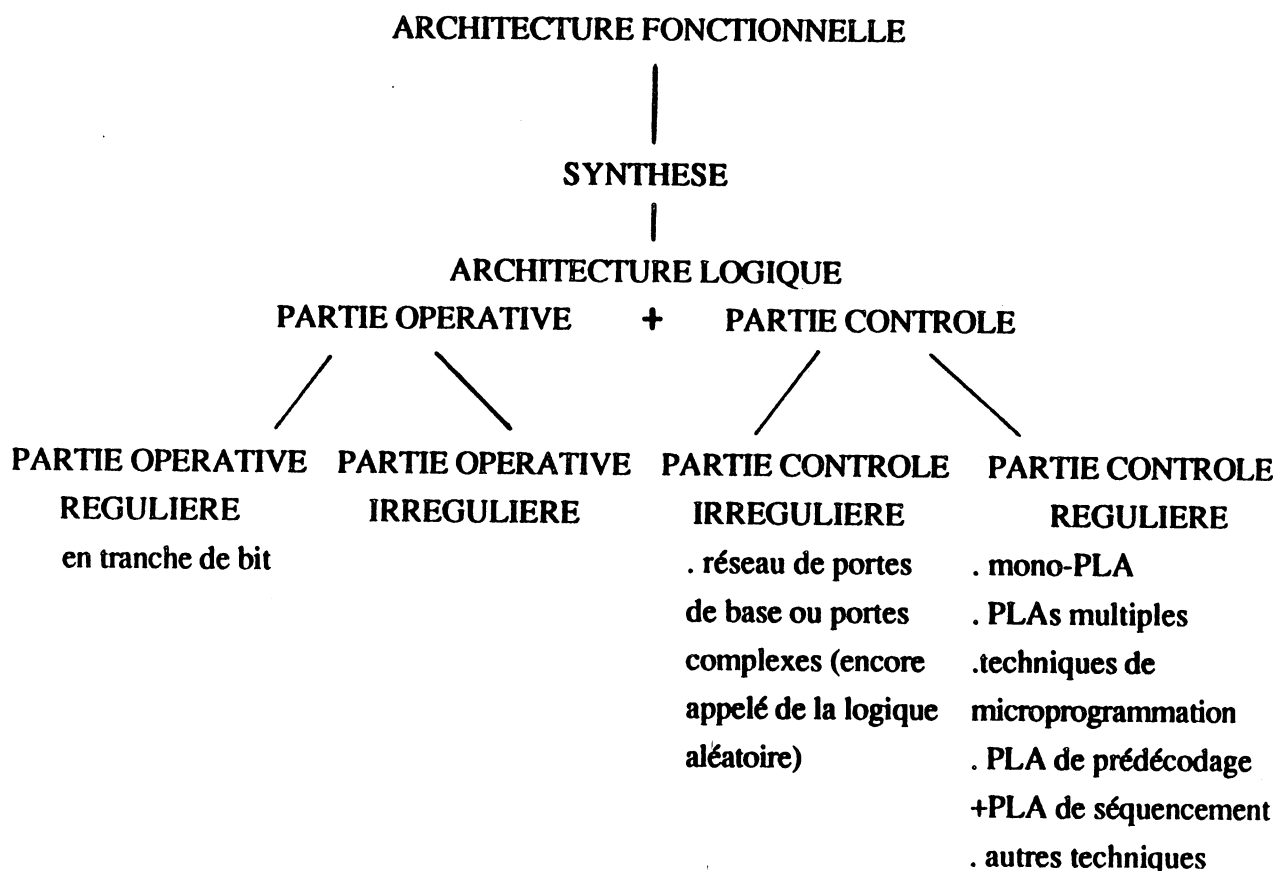 ARCHITECTURE FONCTIONNELLE
SYNTHESE
ARCHITECTURE LOGIQUE
PARTIE OPERATIVE + PARTIE CONTROLE
PARTIE OPERATIVE
REGULIERE
en tranche de bit
PARTIE OPERATIVE
IRREGULIERE
PARTIE CONTROLE
IRREGULIERE
. réseau de portes
de base ou portes
complexes (encore
appelé de la logique
aléatoire)
PARTIE CONTROLE
REGULIERE
. mono-PLA
. PLAs multiples
.techniques de
microprogrammation
. PLA de prédécodage
+PLA de séquencement
. autres techniques